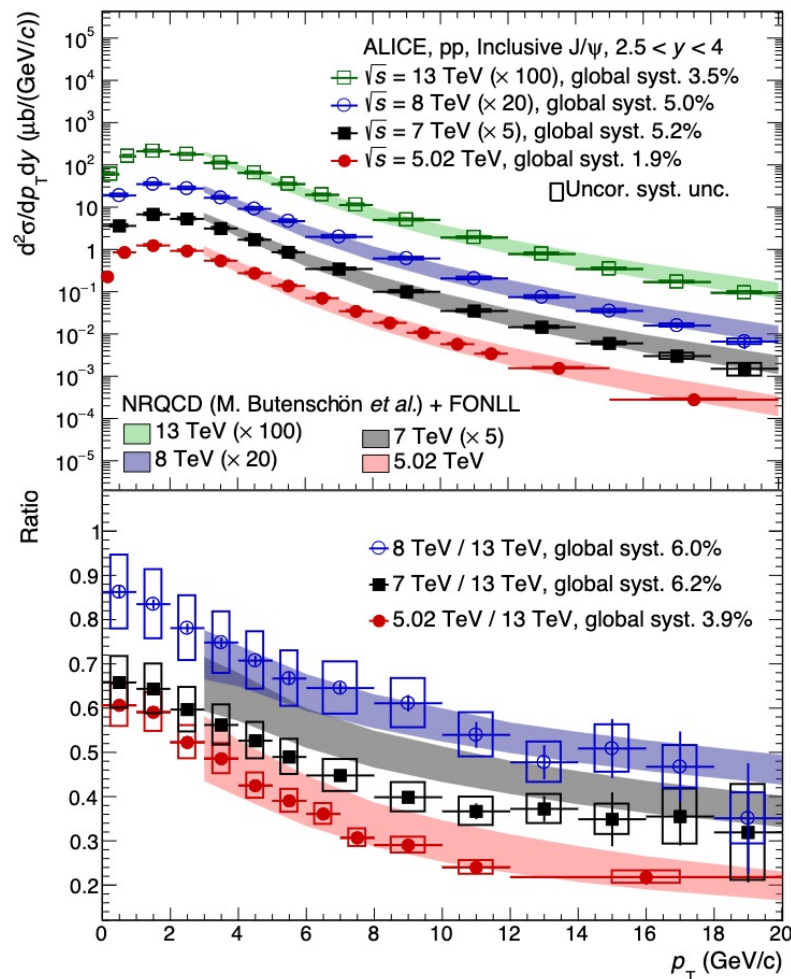 d²σ/dp_T dy (μb/(GeV/c))
10⁵
10⁴
10³
10²
10
1
10⁻¹
10⁻²
10⁻³
10⁻⁴
10⁻⁵
ALICE, pp, Inclusive J/ψ, 2.5 < y < 4
√s = 13 TeV (× 100), global syst. 3.5%
√s = 8 TeV (× 20), global syst. 5.0%
√s = 7 TeV (× 5), global syst. 5.2%
√s = 5.02 TeV, global syst. 1.9%
Uncor. syst. unc.
NRQCD (M. Butenschön et al.) + FONLL
13 TeV (× 100)
7 TeV (× 5)
8 TeV (× 20)
5.02 TeV
Ratio
1
0.9
0.8
0.7
0.6
0.5
0.4
0.3
0.2
8 TeV / 13 TeV, global syst. 6.0%
7 TeV / 13 TeV, global syst. 6.2%
5.02 TeV / 13 TeV, global syst. 3.9%
0 2 4 6 8 10 12 14 16 18 20
p_T (GeV/c)